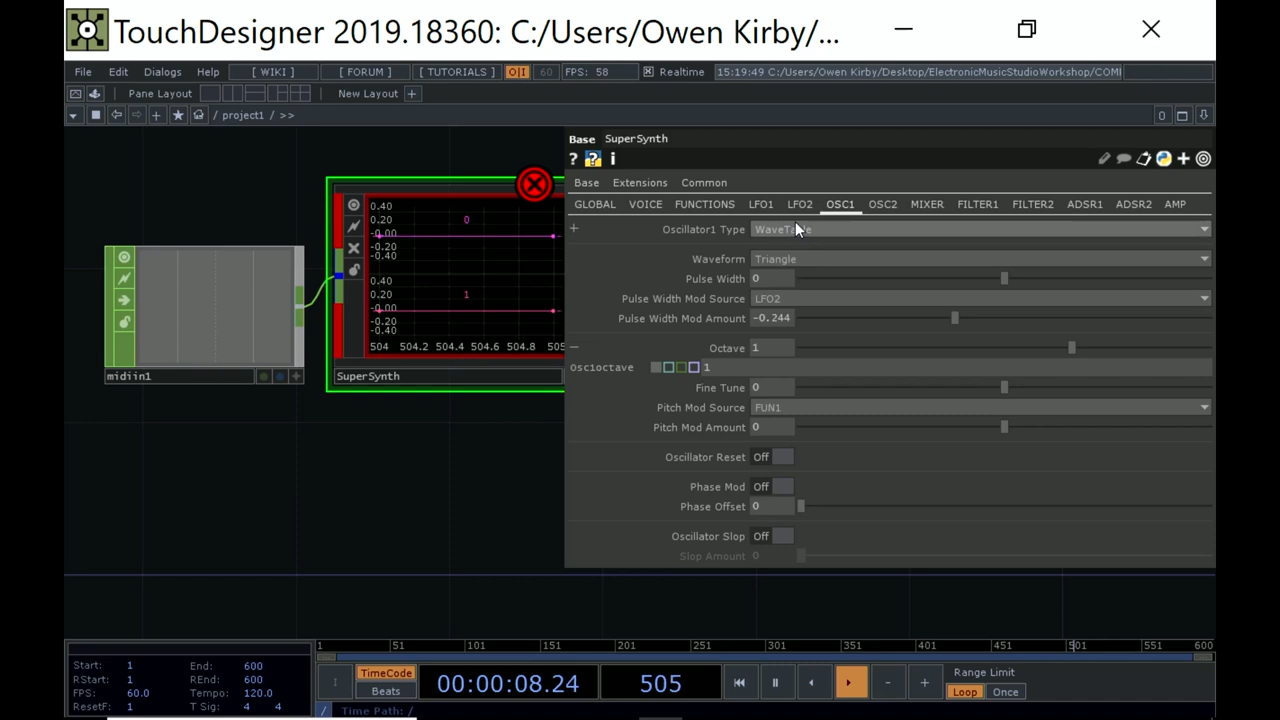 TouchDesigner 2019.18360: C:/Users/Owen Kirby/...
File Edit Dialogs Help [ WIKI ] [ FORUM ] [ TUTORIALS ] O|I 60 FPS: 58 Realtime 15:19:49 C:/Users/Owen Kirby/Desktop/ElectronicMusicStudioWorkshop/COMI
Pane Layout New Layout +
/ project1 / >> 0
Base SuperSynth
? ? i
Base Extensions Common
GLOBAL VOICE FUNCTIONS LFO1 LFO2 OSC1 OSC2 MIXER FILTER1 FILTER2 ADSR1 ADSR2 AMP
+ Oscillator1 Type
Waveform Triangle
Pulse Width 0
Pulse Width Mod Source LFO2
Pulse Width Mod Amount -0.244
Octave 1
Osc1octave 1
Fine Tune 0
Pitch Mod Source FUN1
Pitch Mod Amount 0
Oscillator Reset Off
Phase Mod Off
Phase Offset 0
Oscillator Slop Off
Slop Amount 0
0.40
0.20 0
-0.00
-0.20
-0.40
0.40
0.20 1
-0.00
-0.20
-0.40
504 504.2 504.4 504.6 504.8 505
midiin1
SuperSynth
1 51 101 151 201 251 301 351 401 451 501 551 600
Start: 1 End: 600
RStart: 1 REnd: 600
FPS: 60.0 Tempo: 120.0
ResetF: 1 T Sig: 4 4
TimeCode
Beats
00:00:08.24
505
- +
Range Limit
Loop Once
/ Time Path: /